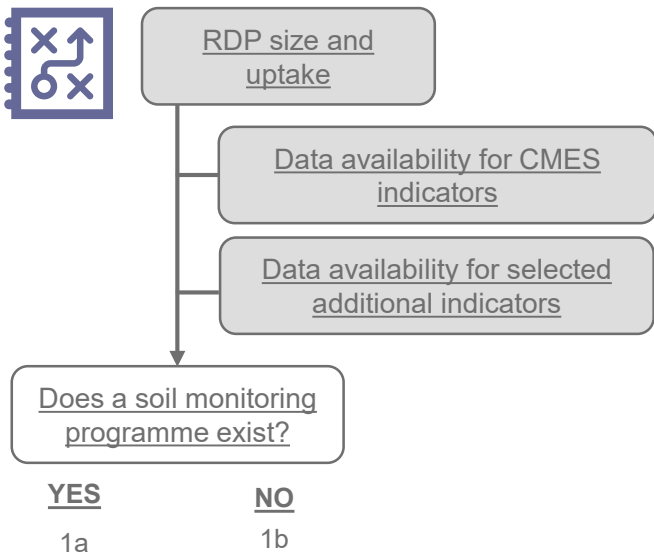 RDP size and
uptake
Data availability for CMES
indicators
Data availability for selected
additional indicators
Does a soil monitoring
programme exist?
YES
NO
1a
1b